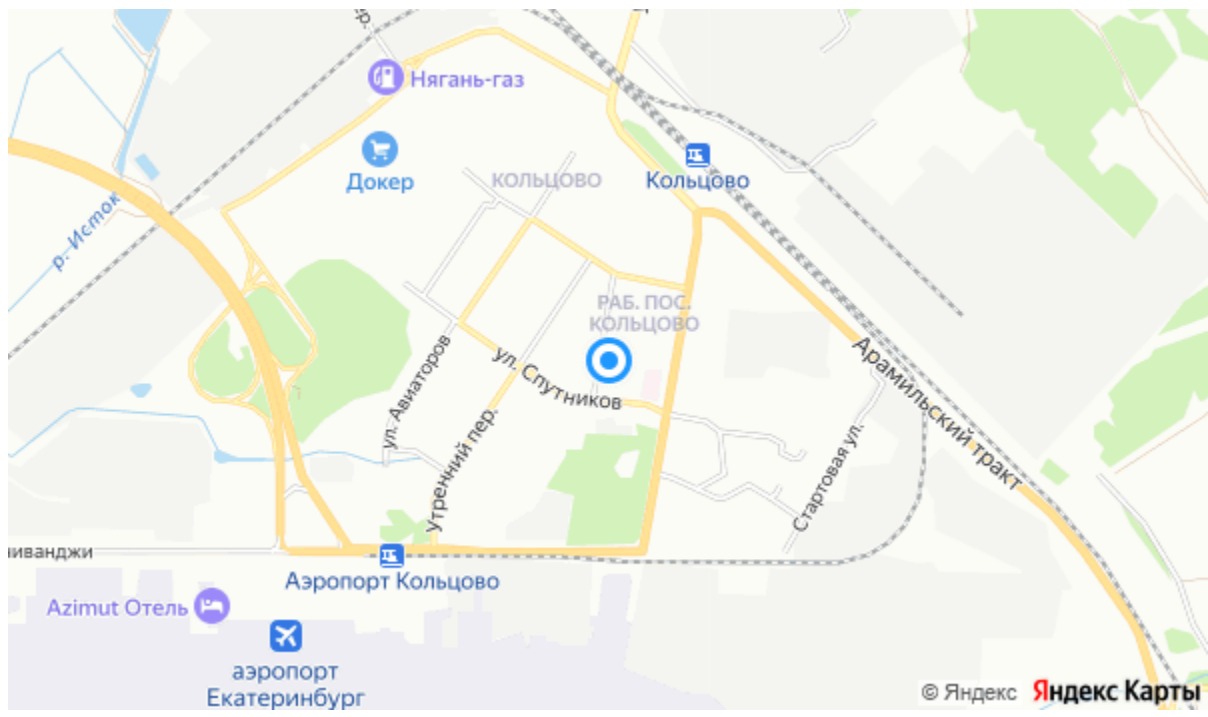 Нягань-газ
Докер
КОЛЬЦОВО
Кольцово
р. Исток
РАБ. ПОС.
КОЛЬЦОВО
ул. Авиаторов
ул. Спутников
Арамильский тракт
Утренний пер.
Стартовая ул.
ниванджи
Аэропорт Кольцово
Azimut Отель
аэропорт
Екатеринбург
© Яндекс Яндекс Карты